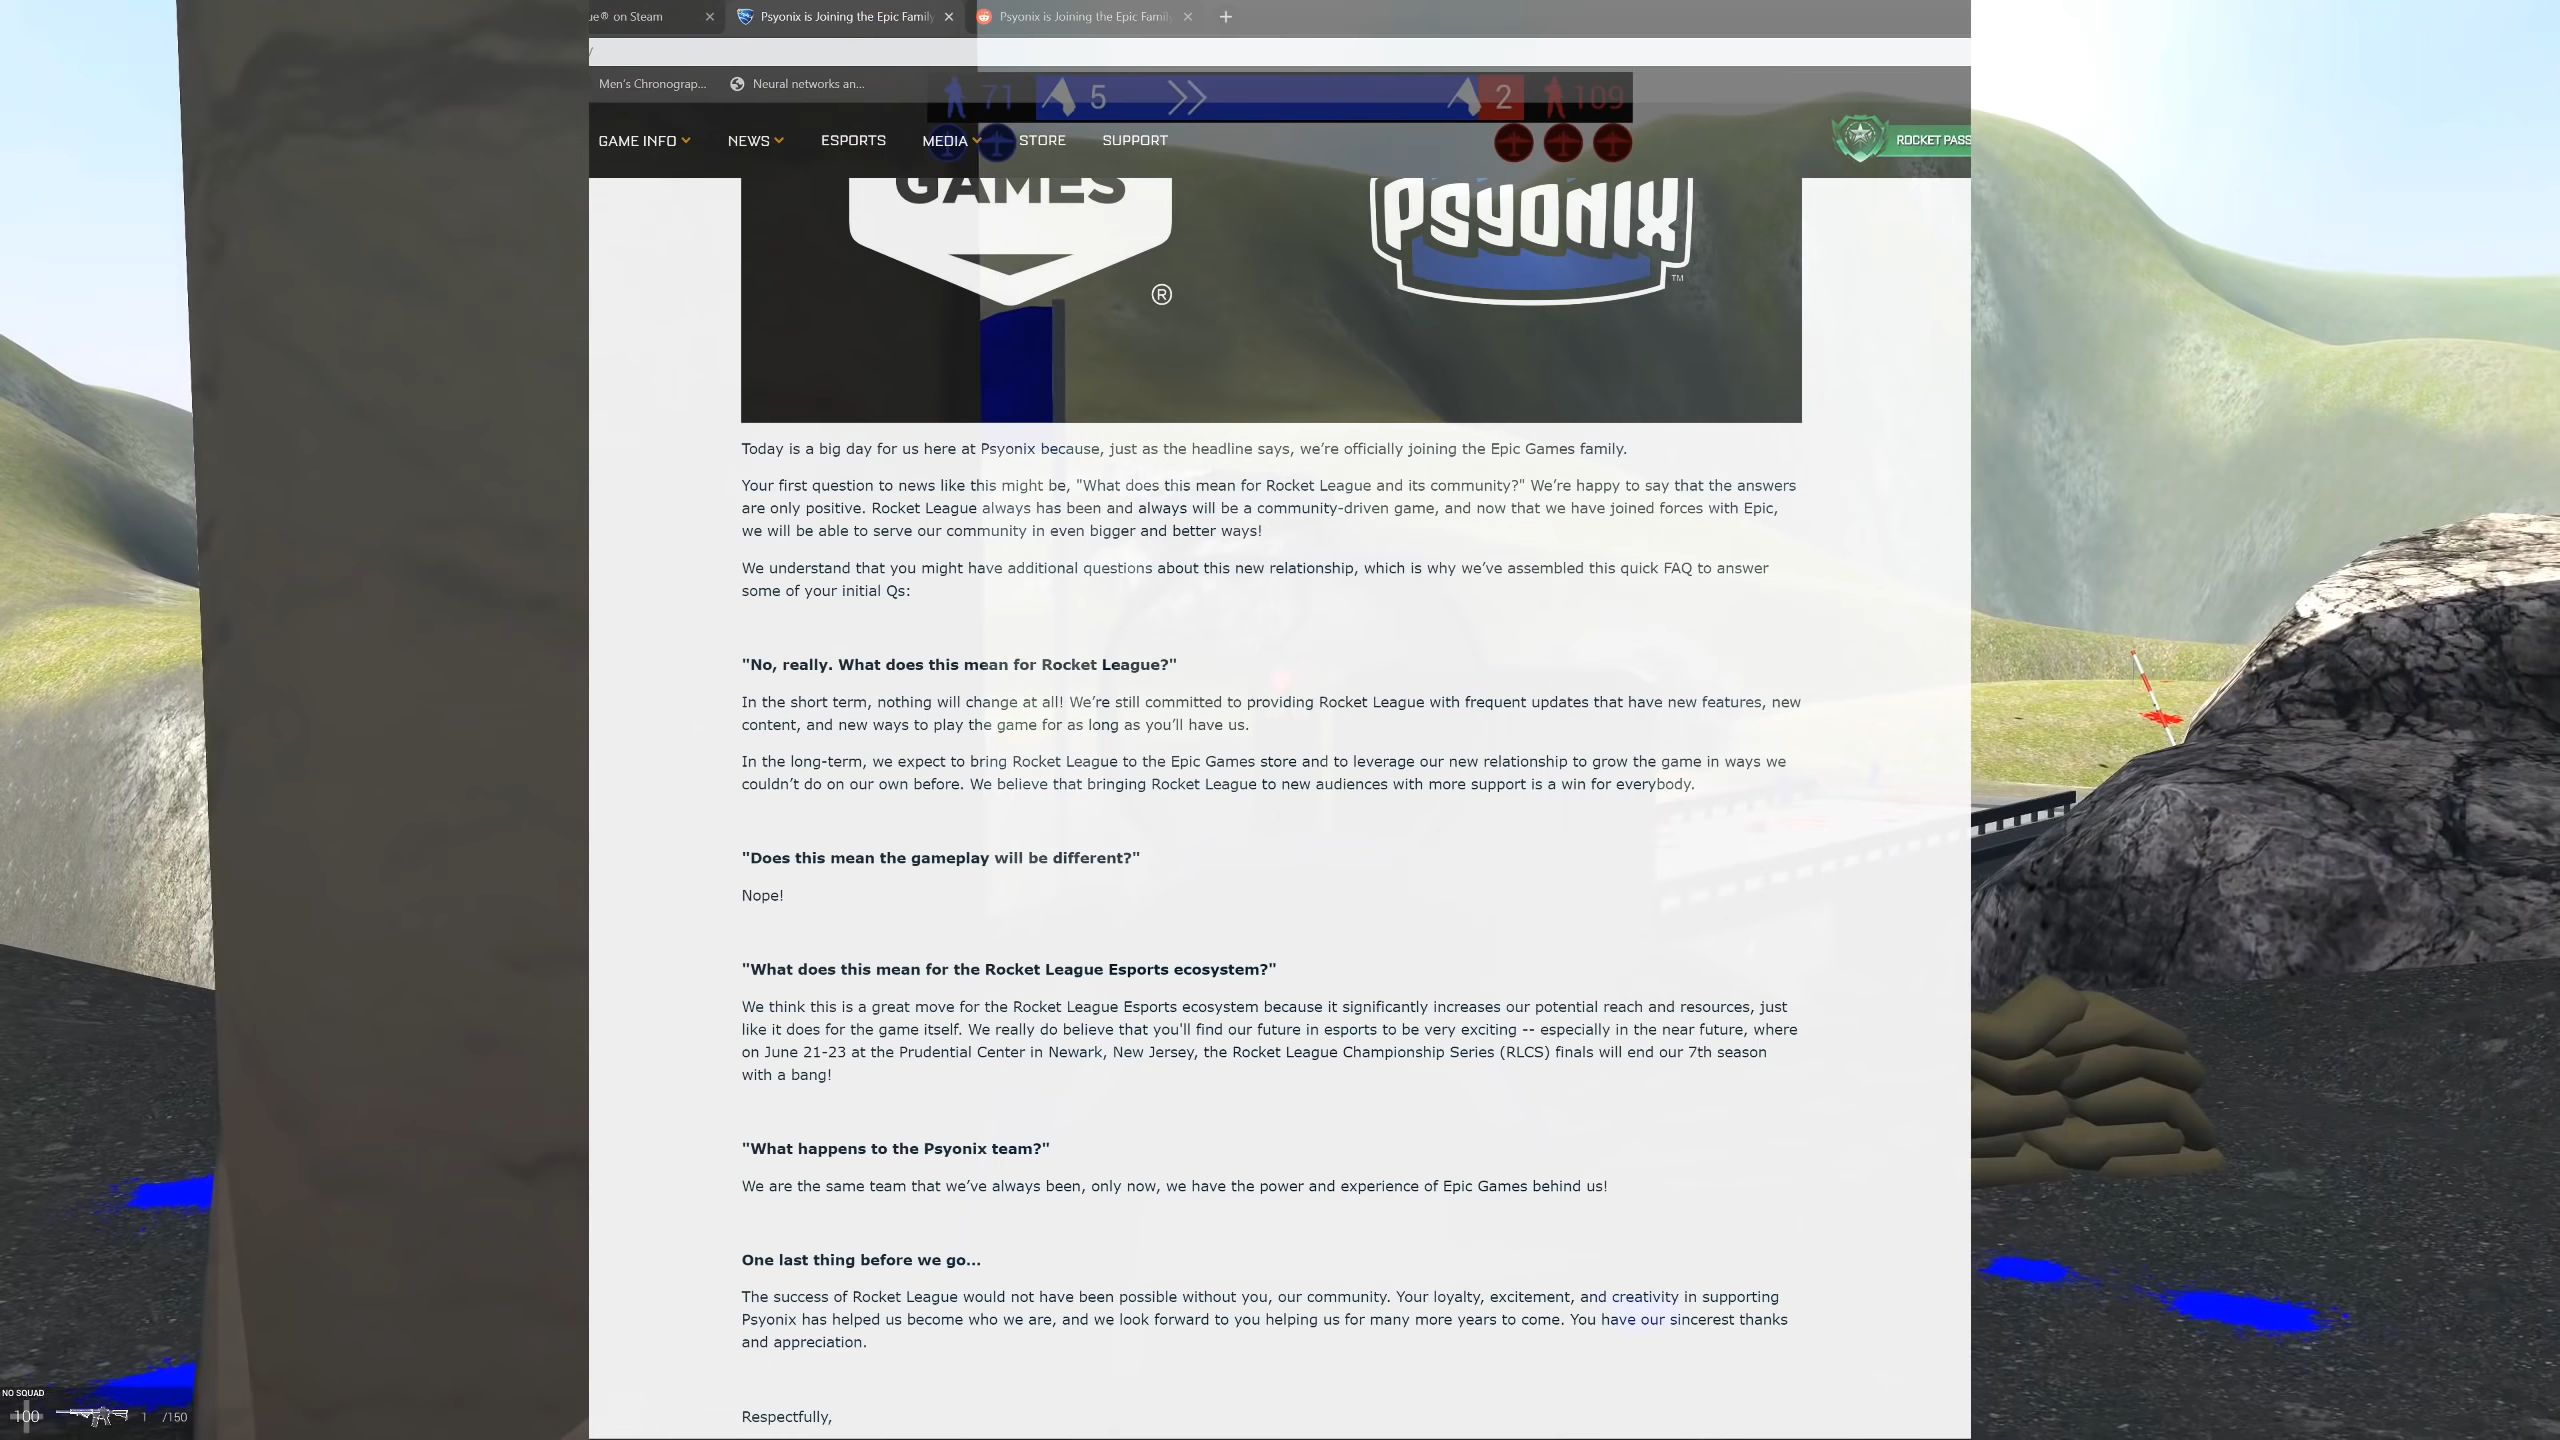 ue® on Steam
Psyonix is Joining the Epic Family
Psyonix is Joining the Epic Famil
/
Men's Chronograp...
Neural networks an...
71 5 2 109
GAME INFO NEWS ESPORTS MEDIA STORE SUPPORT ROCKET PASS
GAMES ®
PSYONIX ™
Today is a big day for us here at Psyonix because, just as the headline says, we’re officially joining the Epic Games family.
Your first question to news like this might be, "What does this mean for Rocket League and its community?" We’re happy to say that the answers
are only positive. Rocket League always has been and always will be a community-driven game, and now that we have joined forces with Epic,
we will be able to serve our community in even bigger and better ways!
We understand that you might have additional questions about this new relationship, which is why we’ve assembled this quick FAQ to answer
some of your initial Qs:
"No, really. What does this mean for Rocket League?"
In the short term, nothing will change at all! We’re still committed to providing Rocket League with frequent updates that have new features, new
content, and new ways to play the game for as long as you’ll have us.
In the long-term, we expect to bring Rocket League to the Epic Games store and to leverage our new relationship to grow the game in ways we
couldn’t do on our own before. We believe that bringing Rocket League to new audiences with more support is a win for everybody.
"Does this mean the gameplay will be different?"
Nope!
"What does this mean for the Rocket League Esports ecosystem?"
We think this is a great move for the Rocket League Esports ecosystem because it significantly increases our potential reach and resources, just
like it does for the game itself. We really do believe that you'll find our future in esports to be very exciting -- especially in the near future, where
on June 21-23 at the Prudential Center in Newark, New Jersey, the Rocket League Championship Series (RLCS) finals will end our 7th season
with a bang!
"What happens to the Psyonix team?"
We are the same team that we’ve always been, only now, we have the power and experience of Epic Games behind us!
One last thing before we go...
The success of Rocket League would not have been possible without you, our community. Your loyalty, excitement, and creativity in supporting
Psyonix has helped us become who we are, and we look forward to you helping us for many more years to come. You have our sincerest thanks
and appreciation.
Respectfully,
NO SQUAD
100 1 /150